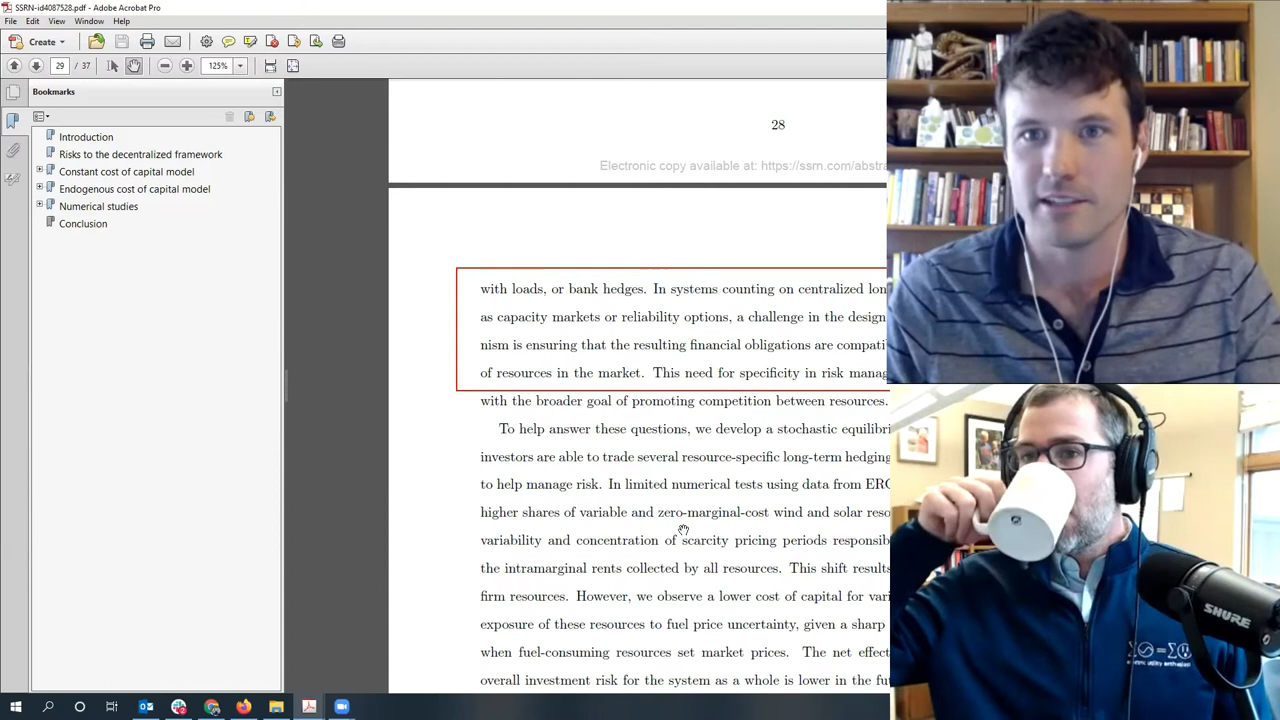 SSRN-id4087528.pdf - Adobe Acrobat Pro
File Edit View Window Help
Create
29 / 37 125%
Bookmarks
Introduction
Risks to the decentralized framework
Constant cost of capital model
Endogenous cost of capital model
Numerical studies
Conclusion
28
Electronic copy available at: https://ssrn.com/abstra
with loads, or bank hedges. In systems counting on centralized lon
as capacity markets or reliability options, a challenge in the design
nism is ensuring that the resulting financial obligations are compati
of resources in the market. This need for specificity in risk manag
with the broader goal of promoting competition between resources.
To help answer these questions, we develop a stochastic equilibri
investors are able to trade several resource-specific long-term hedging
to help manage risk. In limited numerical tests using data from ERC
higher shares of variable and zero-marginal-cost wind and solar reso
variability and concentration of scarcity pricing periods responsib
the intramarginal rents collected by all resources. This shift results
firm resources. However, we observe a lower cost of capital for vari
exposure of these resources to fuel price uncertainty, given a sharp
when fuel-consuming resources set market prices. The net effect
overall investment risk for the system as a whole is lower in the fut
SHURE